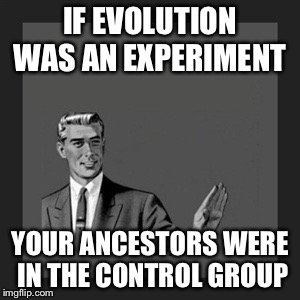 IF EVOLUTION
WAS AN EXPERIMENT
YOUR ANCESTORS WERE
IN THE CONTROL GROUP
imgflip.com